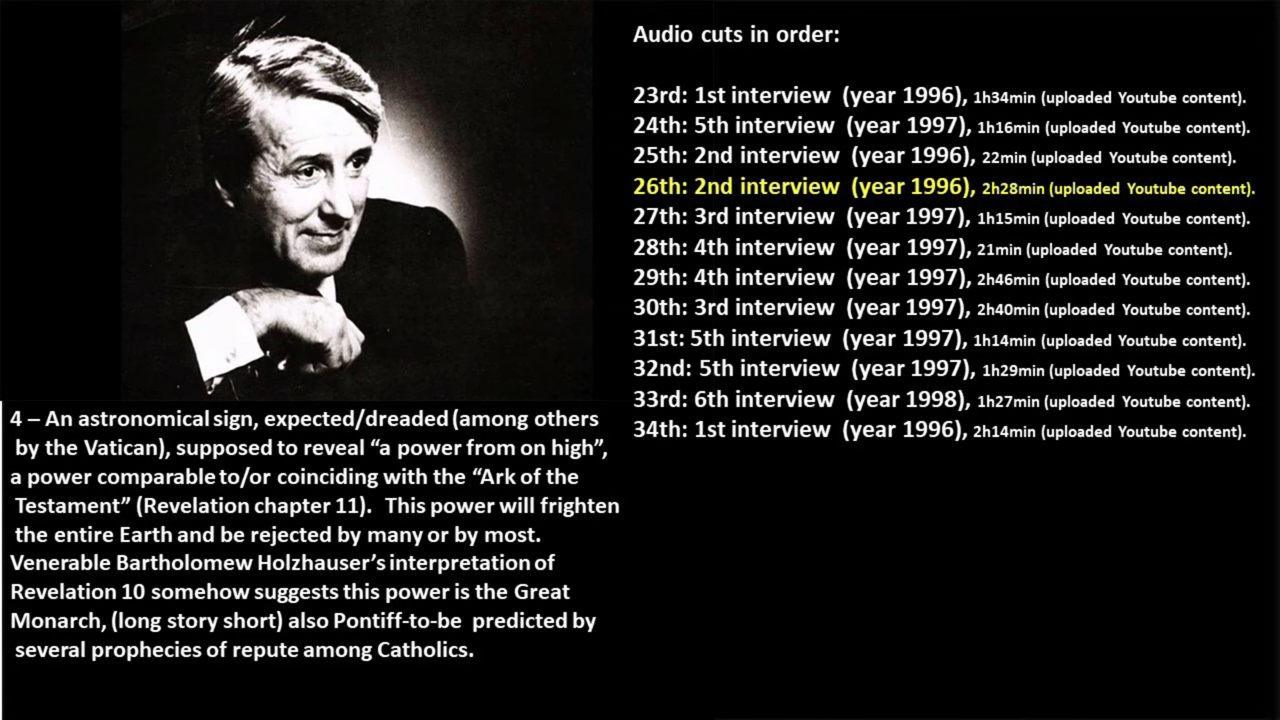 Audio cuts in order:
23rd: 1st interview (year 1996), 1h34min (uploaded Youtube content).
24th: 5th interview (year 1997), 1h16min (uploaded Youtube content).
25th: 2nd interview (year 1996), 22min (uploaded Youtube content).
26th: 2nd interview (year 1996), 2h28min (uploaded Youtube content).
27th: 3rd interview (year 1997), 1h15min (uploaded Youtube content).
28th: 4th interview (year 1997), 21min (uploaded Youtube content).
29th: 4th interview (year 1997), 2h46min (uploaded Youtube content).
30th: 3rd interview (year 1997), 2h40min (uploaded Youtube content).
31st: 5th interview (year 1997), 1h14min (uploaded Youtube content).
32nd: 5th interview (year 1997), 1h29min (uploaded Youtube content).
33rd: 6th interview (year 1998), 1h27min (uploaded Youtube content).
34th: 1st interview (year 1996), 2h14min (uploaded Youtube content).
4 – An astronomical sign, expected/dreaded (among others
by the Vatican), supposed to reveal “a power from on high”,
a power comparable to/or coinciding with the “Ark of the
Testament” (Revelation chapter 11). This power will frighten
the entire Earth and be rejected by many or by most.
Venerable Bartholomew Holzhauser’s interpretation of
Revelation 10 somehow suggests this power is the Great
Monarch, (long story short) also Pontiff-to-be predicted by
several prophecies of repute among Catholics.